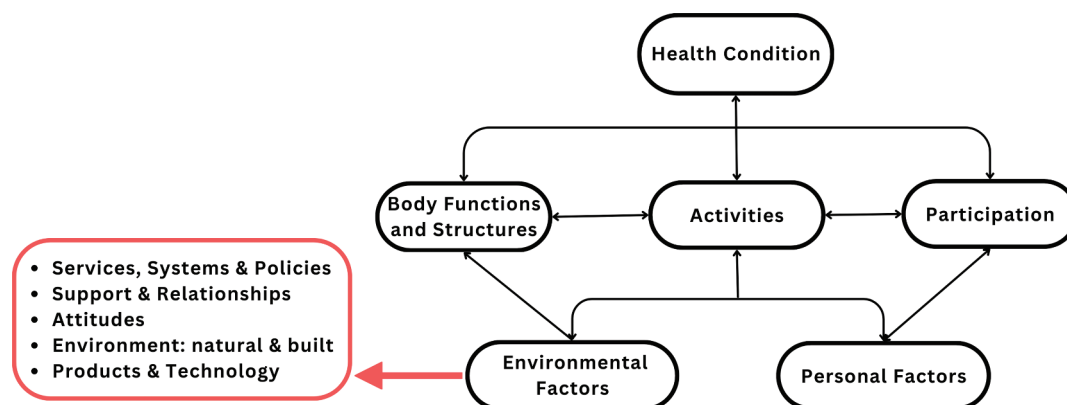 Health Condition
Body Functions
and Structures
Activities
Participation
• Services, Systems & Policies
• Support & Relationships
• Attitudes
• Environment: natural & built
• Products & Technology
Environmental
Factors
Personal Factors